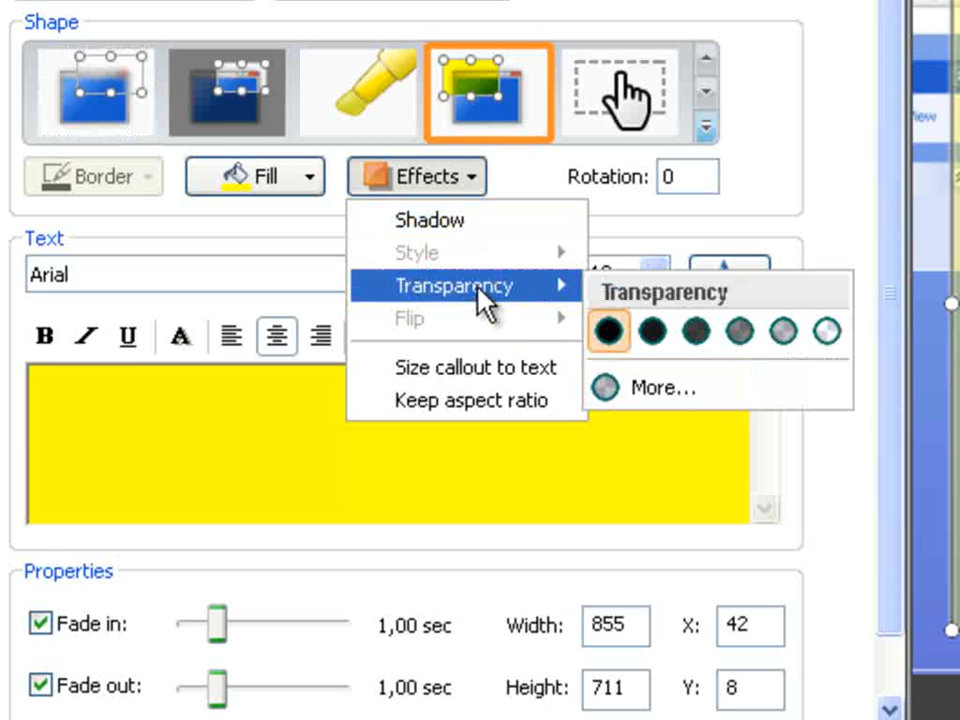 Shape
View
Border
Fill
Effects
Rotation: 0
Shadow
Text
Style
Arial
Transparency
Transparency
Flip
B I U A
Size callout to text
More...
Keep aspect ratio
Properties
Fade in: 1,00 sec Width: 855 X: 42
Fade out: 1,00 sec Height: 711 Y: 8